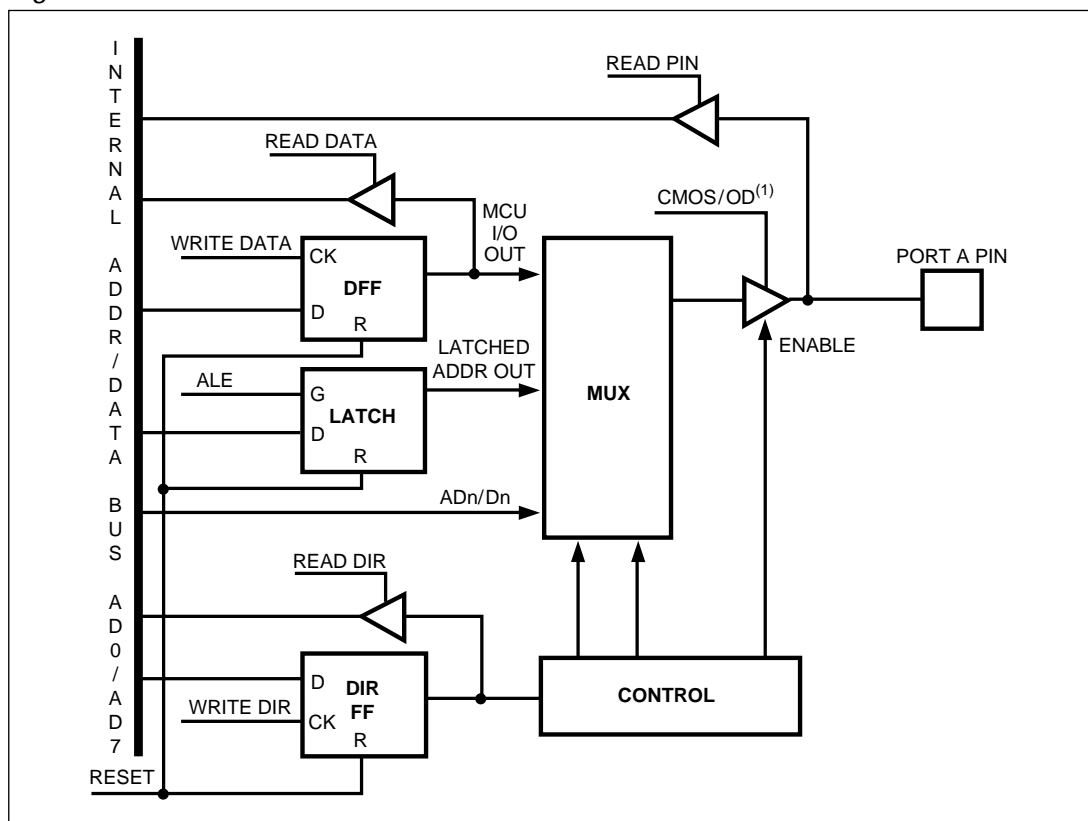 INTERNAL ADDR/DATA BUS AD0/AD7
READ PIN
READ DATA
CMOS/OD(1)
MCU
I/O
OUT
WRITE DATA
CK
DFF
D
R
PORT A PIN
ENABLE
LATCHED
ADDR OUT
ALE
G
LATCH
D
R
MUX
ADn/Dn
READ DIR
D
DIR
FF
WRITE DIR
CK
R
CONTROL
RESET